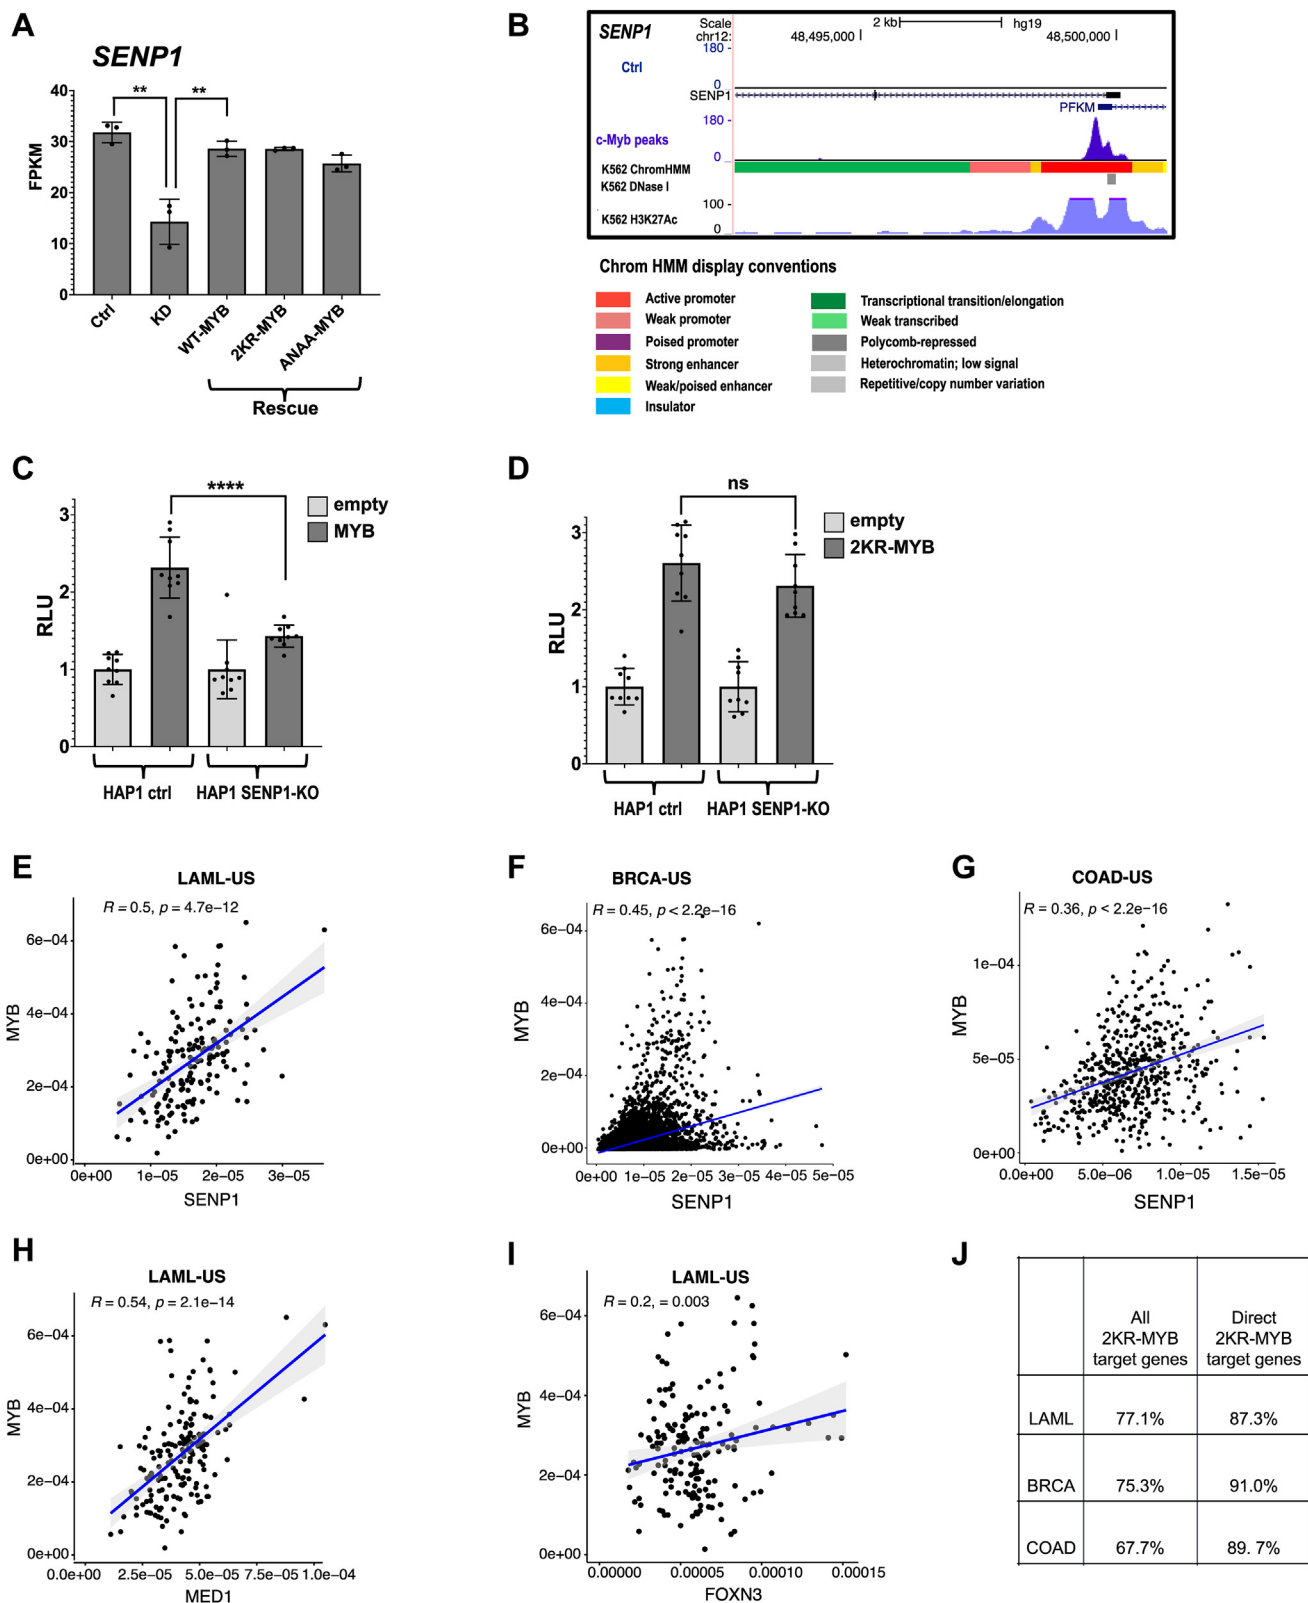 A
SENP1
FPKM
40
30
20
10
0
**
**
Ctrl
KD
WT-MYB
2KR-MYB
ANAA-MYB
Rescue
B
SENP1
Scale
2 kb
hg19
chr12:
48,495,000
48,500,000
180 -
Ctrl
0
SENP1
PFKM
c-Myb peaks
180 -
0
K562 ChromHMM
K562 DNase I
K562 H3K27Ac
100 -
0
Chrom HMM display conventions
Active promoter
Weak promoter
Poised promoter
Strong enhancer
Weak/poised enhancer
Insulator
Transcriptional transition/elongation
Weak transcribed
Polycomb-repressed
Heterochromatin; low signal
Repetitive/copy number variation
C
RLU
3
2
1
0
****
empty
MYB
HAP1 ctrl
HAP1 SENP1-KO
D
RLU
3
2
1
0
ns
empty
2KR-MYB
HAP1 ctrl
HAP1 SENP1-KO
E
LAML-US
R = 0.5, p = 4.7e−12
MYB
6e−04
4e−04
2e−04
0e+00
0e+00 1e−05 2e−05 3e−05
SENP1
F
BRCA-US
R = 0.45, p < 2.2e−16
MYB
6e−04
4e−04
2e−04
0e+00
0e+00 1e−05 2e−05 3e−05 4e−05 5e−05
SENP1
G
COAD-US
R = 0.36, p < 2.2e−16
MYB
1e−04
5e−05
0e+00
0.0e+00 5.0e−06 1.0e−05 1.5e−05
SENP1
H
LAML-US
R = 0.54, p = 2.1e−14
MYB
6e−04
4e−04
2e−04
0e+00
0.0e+00 2.5e−05 5.0e−05 7.5e−05 1.0e−04
MED1
I
LAML-US
R = 0.2, = 0.003
MYB
6e−04
4e−04
2e−04
0e+00
0.00000 0.00005 0.00010 0.00015
FOXN3
J
All 2KR-MYB target genes
Direct 2KR-MYB target genes
LAML 77.1% 87.3%
BRCA 75.3% 91.0%
COAD 67.7% 89. 7%